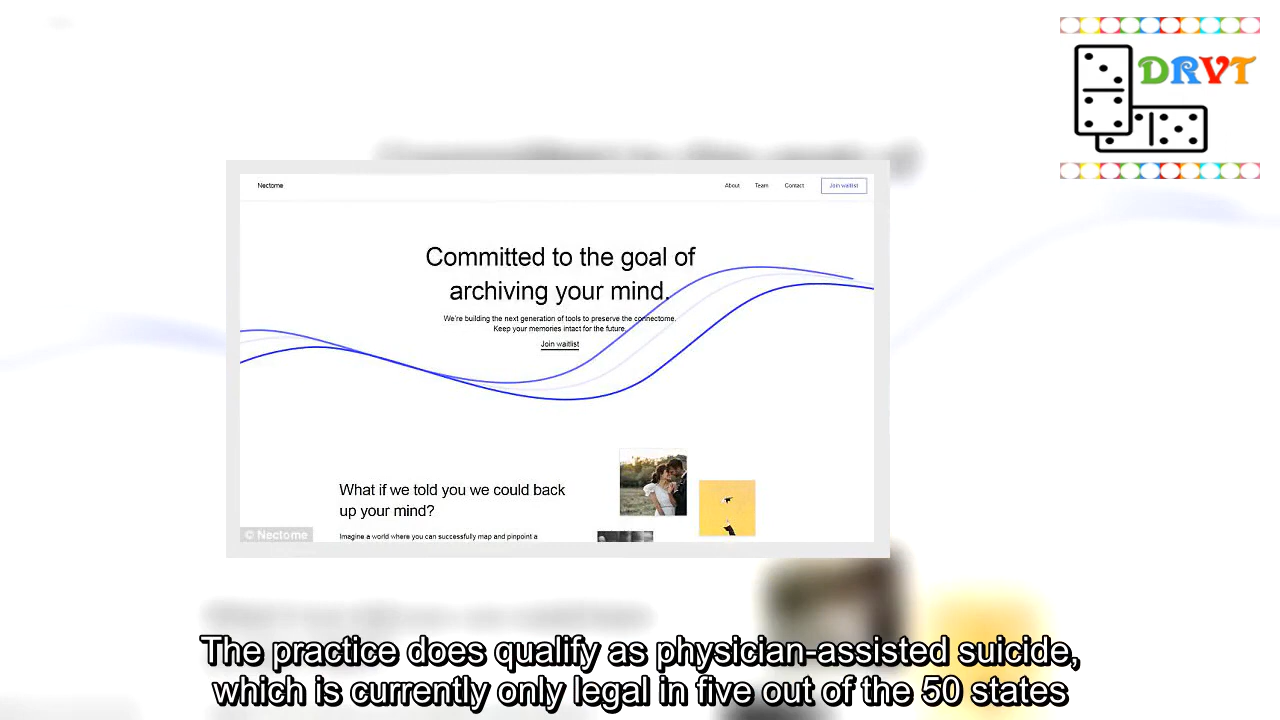 DRVT
Nectome
About Team Contact Join waitlist
Committed to the goal of
archiving your mind.
We're building the next generation of tools to preserve the connectome.
Keep your memories intact for the future.
Join waitlist
What if we told you we could back
up your mind?
Imagine a world where you can successfully map and pinpoint a
© Nectome
The practice does qualify as physician-assisted suicide,
which is currently only legal in five out of the 50 states